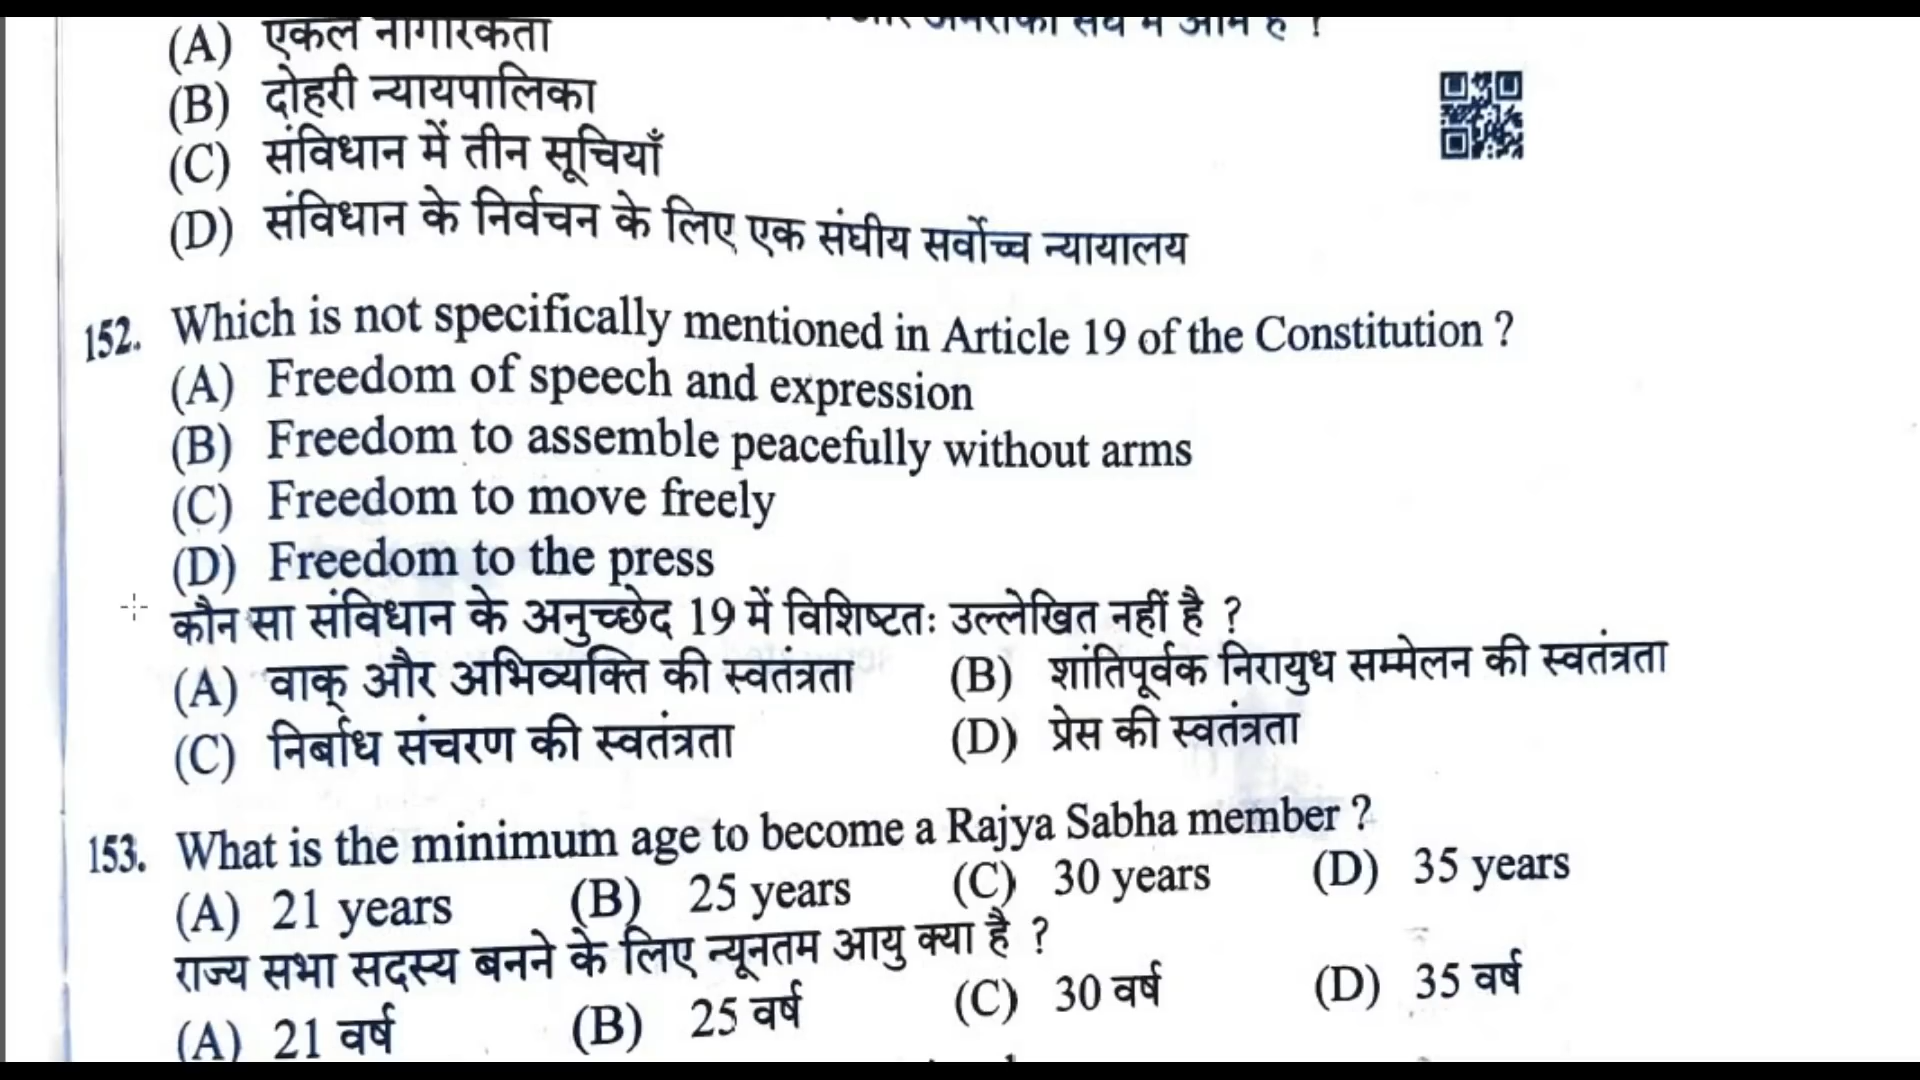 (A) एकल नागरिकता
(B) दोहरी न्यायपालिका
(C) संविधान में तीन सूचियाँ
(D) संविधान के निर्वचन के लिए एक संघीय सर्वोच्च न्यायालय
152. Which is not specifically mentioned in Article 19 of the Constitution ?
(A) Freedom of speech and expression
(B) Freedom to assemble peacefully without arms
(C) Freedom to move freely
(D) Freedom to the press
कौन सा संविधान के अनुच्छेद 19 में विशिष्टतः उल्लेखित नहीं है ?
(A) वाक् और अभिव्यक्ति की स्वतंत्रता (B) शांतिपूर्वक निरायुध सम्मेलन की स्वतंत्रता
(C) निर्बाध संचरण की स्वतंत्रता (D) प्रेस की स्वतंत्रता
153. What is the minimum age to become a Rajya Sabha member ?
(A) 21 years (B) 25 years (C) 30 years (D) 35 years
राज्य सभा सदस्य बनने के लिए न्यूनतम आयु क्या है ?
(A) 21 वर्ष (B) 25 वर्ष (C) 30 वर्ष (D) 35 वर्ष